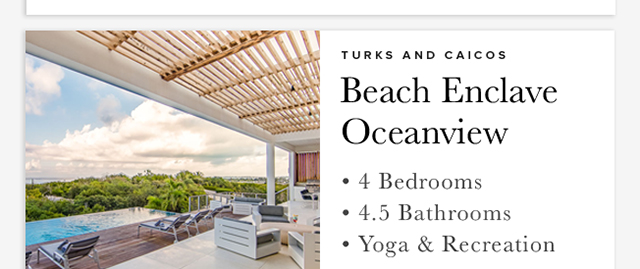 TURKS AND CAICOS
Beach Enclave
Oceanview
• 4 Bedrooms
• 4.5 Bathrooms
• Yoga & Recreation